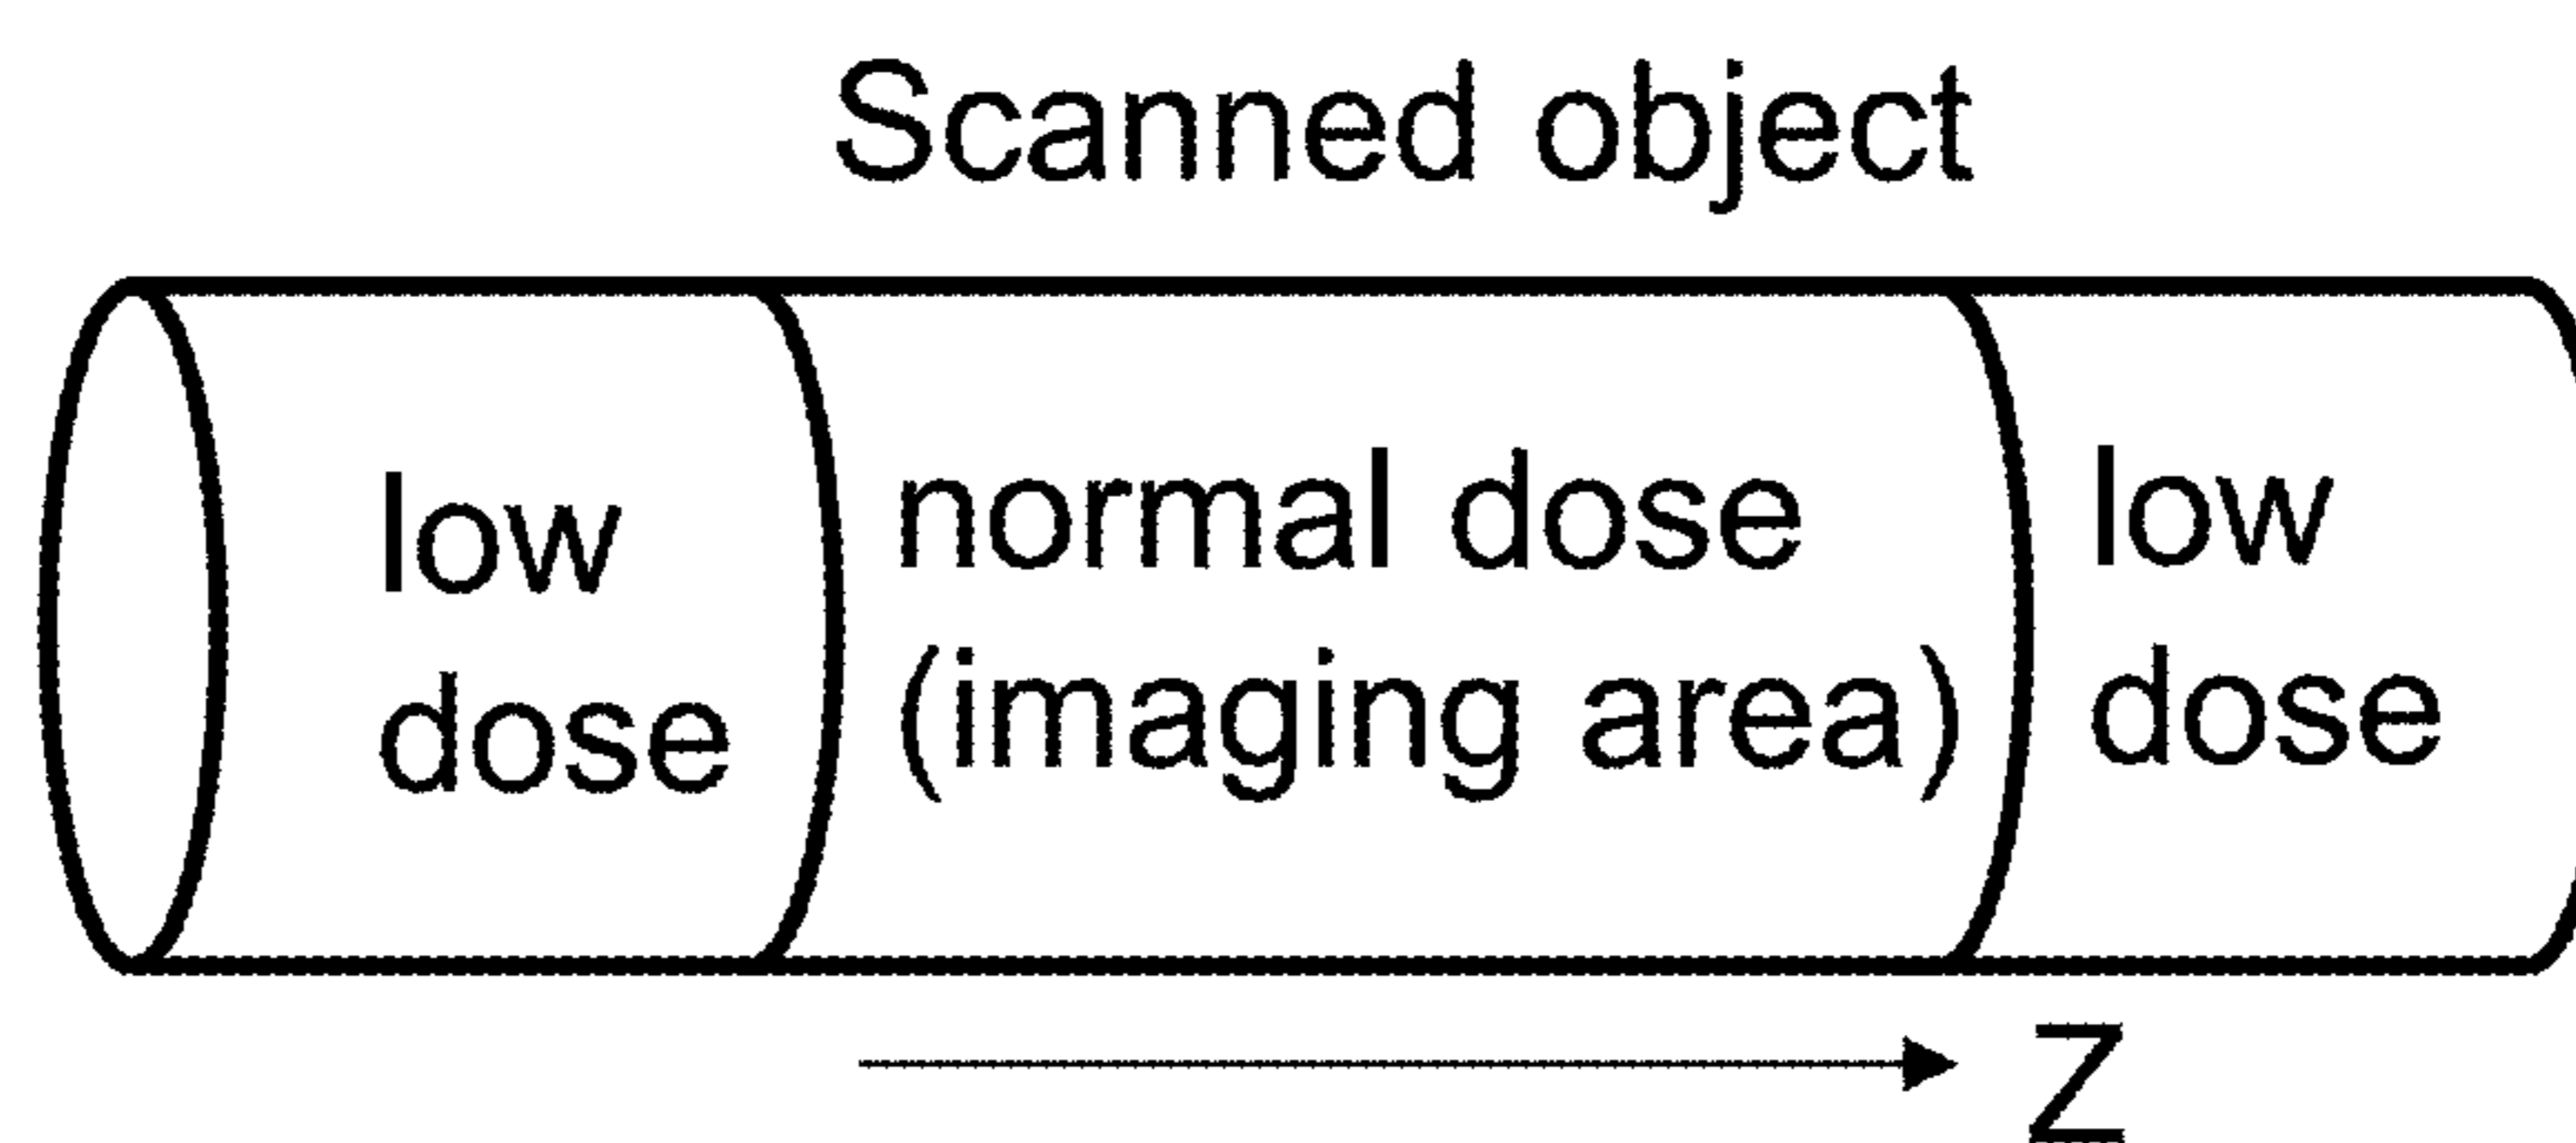 Scanned object
low
dose
normal dose
(imaging area)
low
dose
Z